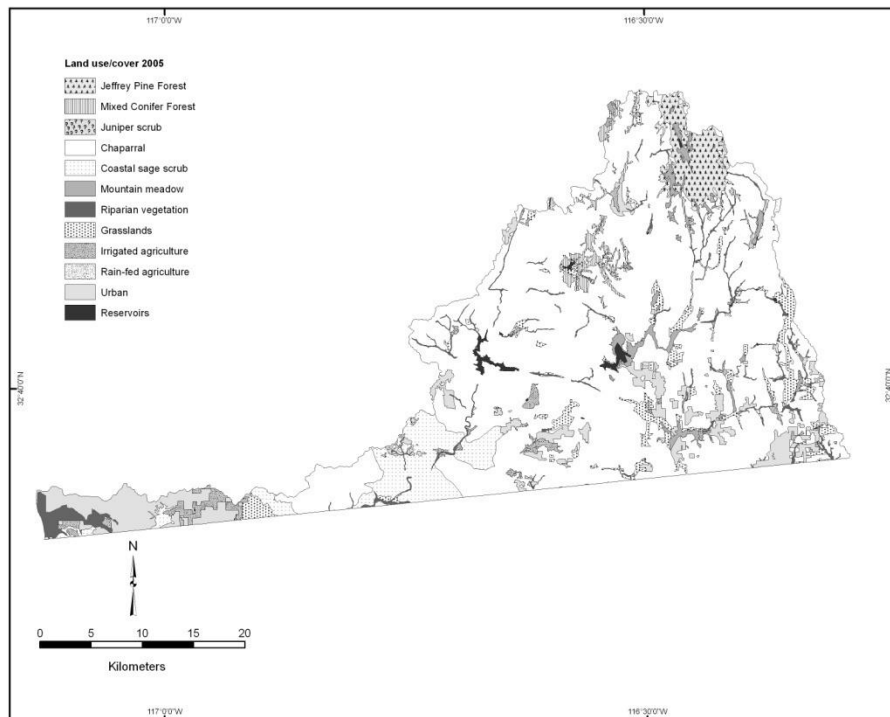 117°0'0"W
116°30'0"W
Land use/cover 2005
Jeffrey Pine Forest
Mixed Conifer Forest
Juniper scrub
Chaparral
Coastal sage scrub
Mountain meadow
Riparian vegetation
Grasslands
Irrigated agriculture
Rain-fed agriculture
Urban
Reservoirs
32°40'0"N
32°40'0"N
N
0 5 10 15 20
Kilometers
117°0'0"W
116°30'0"W